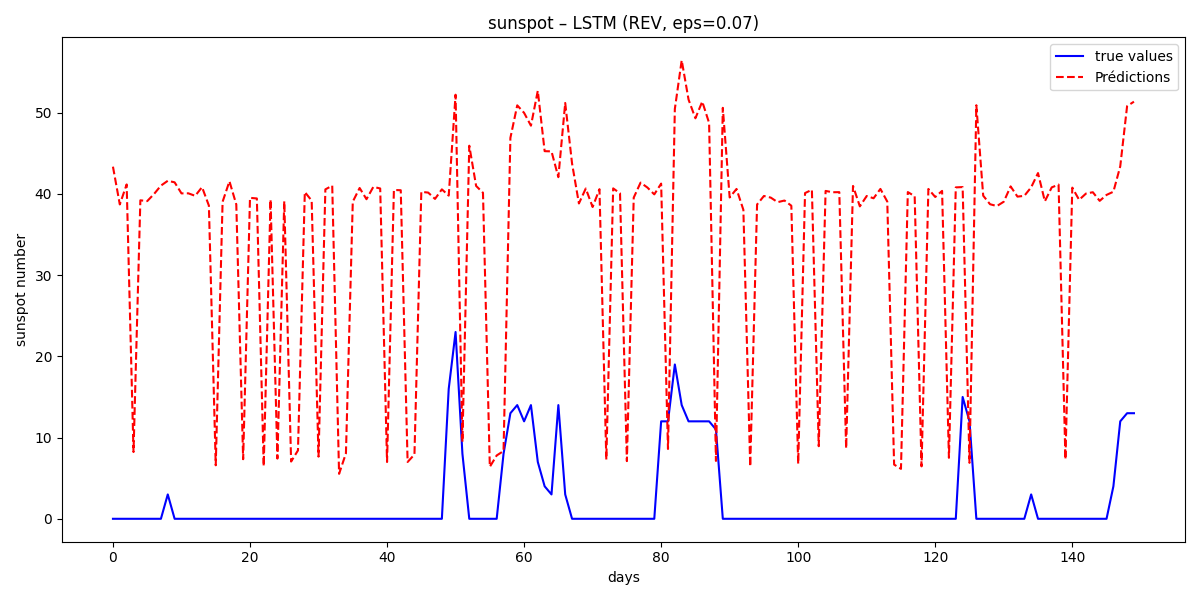 sunspot – LSTM (REV, eps=0.07)
true values
Prédictions
sunspot number
50
40
30
20
10
0
0 20 40 60 80 100 120 140
days